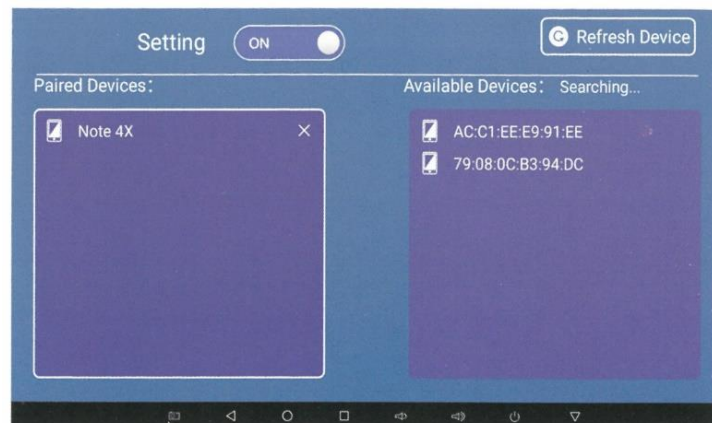 Setting ON Refresh Device
Paired Devices:
Available Devices: Searching...
Note 4X
AC:C1:EE:E9:91:EE
79:08:0C:B3:94:DC